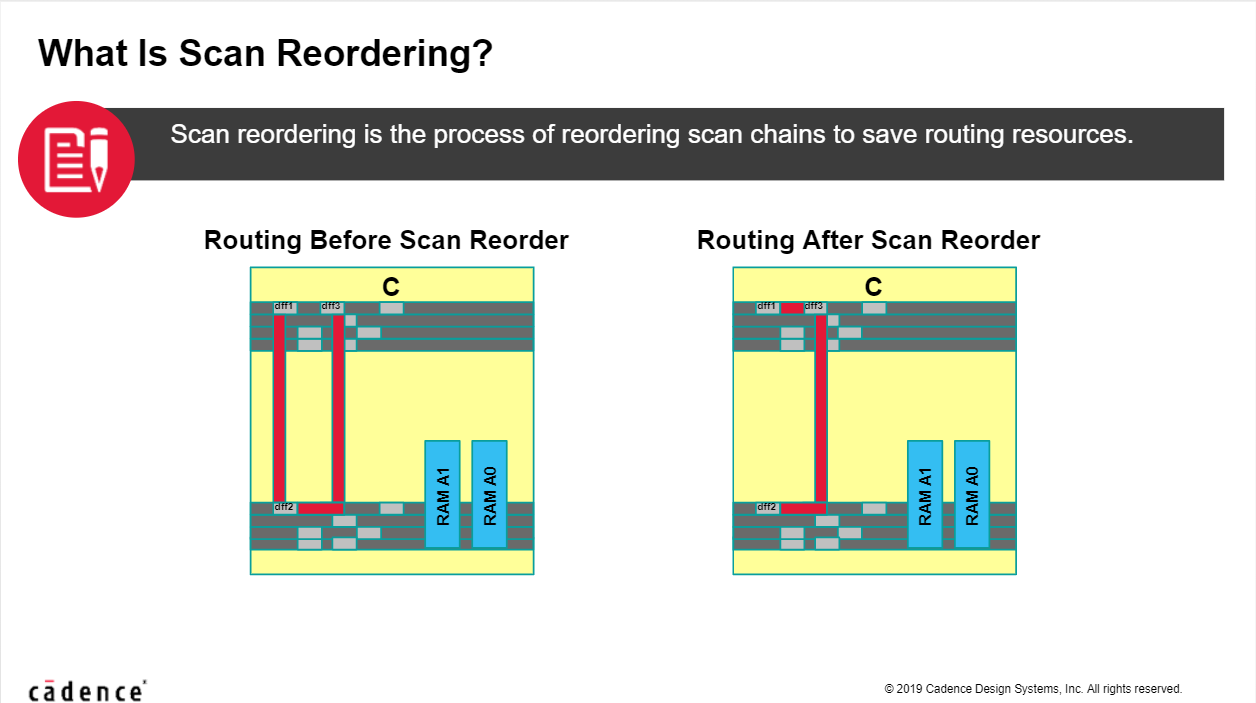 What Is Scan Reordering?
Scan reordering is the process of reordering scan chains to save routing resources.
Routing Before Scan Reorder
C
dff1
dff3
dff2
RAM A1
RAM A0
Routing After Scan Reorder
C
dff1
dff3
dff2
RAM A1
RAM A0
cādence
© 2019 Cadence Design Systems, Inc. All rights reserved.